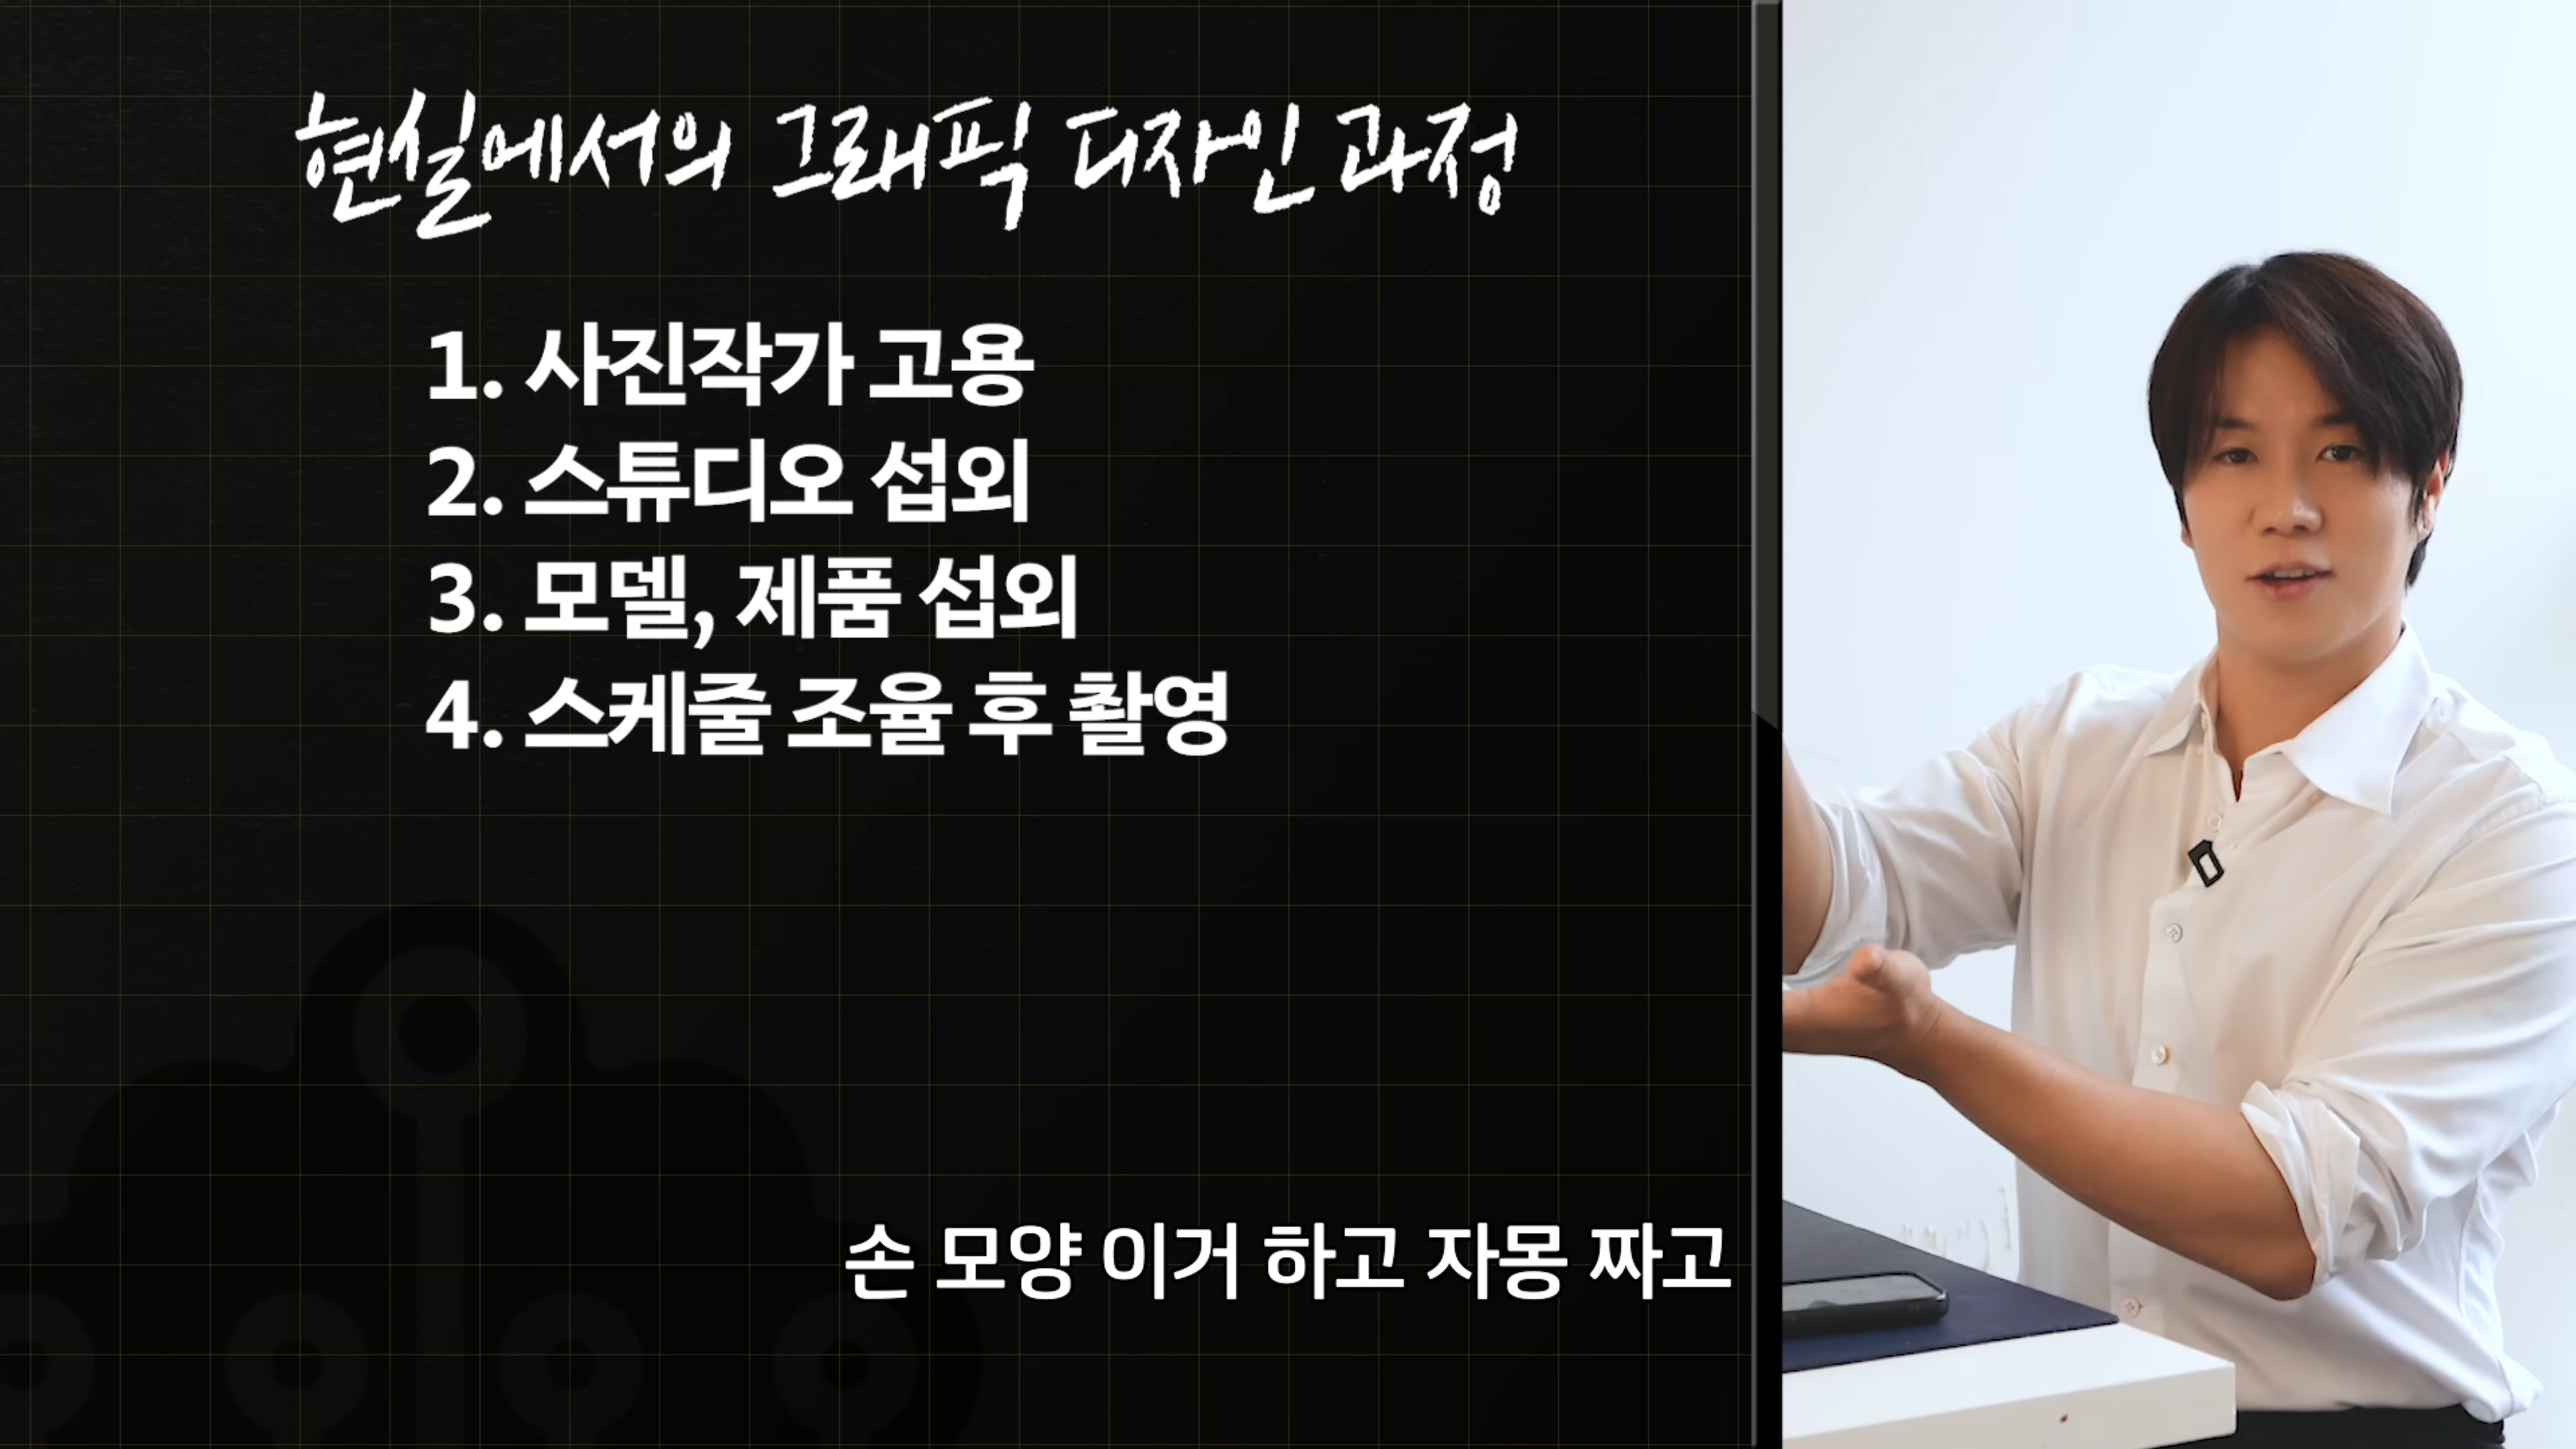 현실에서의 그래픽 디자인 과정
1. 사진작가 고용
2. 스튜디오 섭외
3. 모델, 제품 섭외
4. 스케줄 조율 후 촬영
손 모양 이거 하고 자몽 짜고